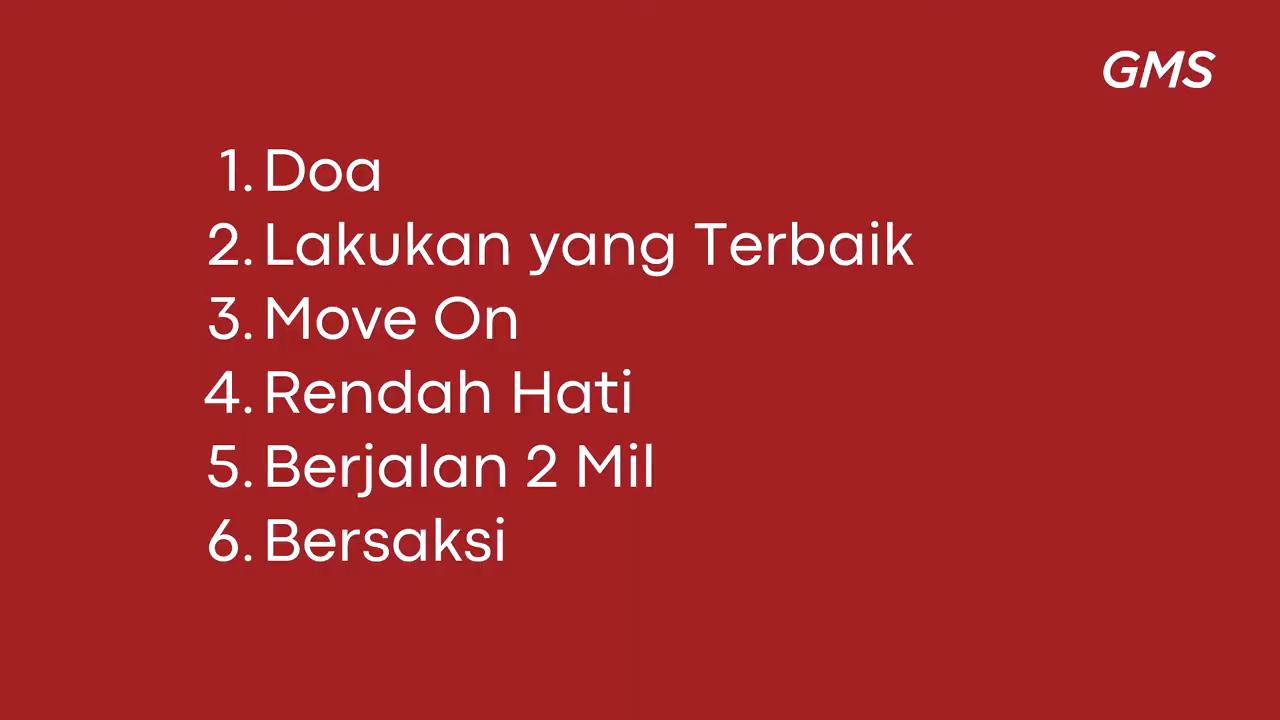 GMS
1. Doa
2. Lakukan yang Terbaik
3. Move On
4. Rendah Hati
5. Berjalan 2 Mil
6. Bersaksi